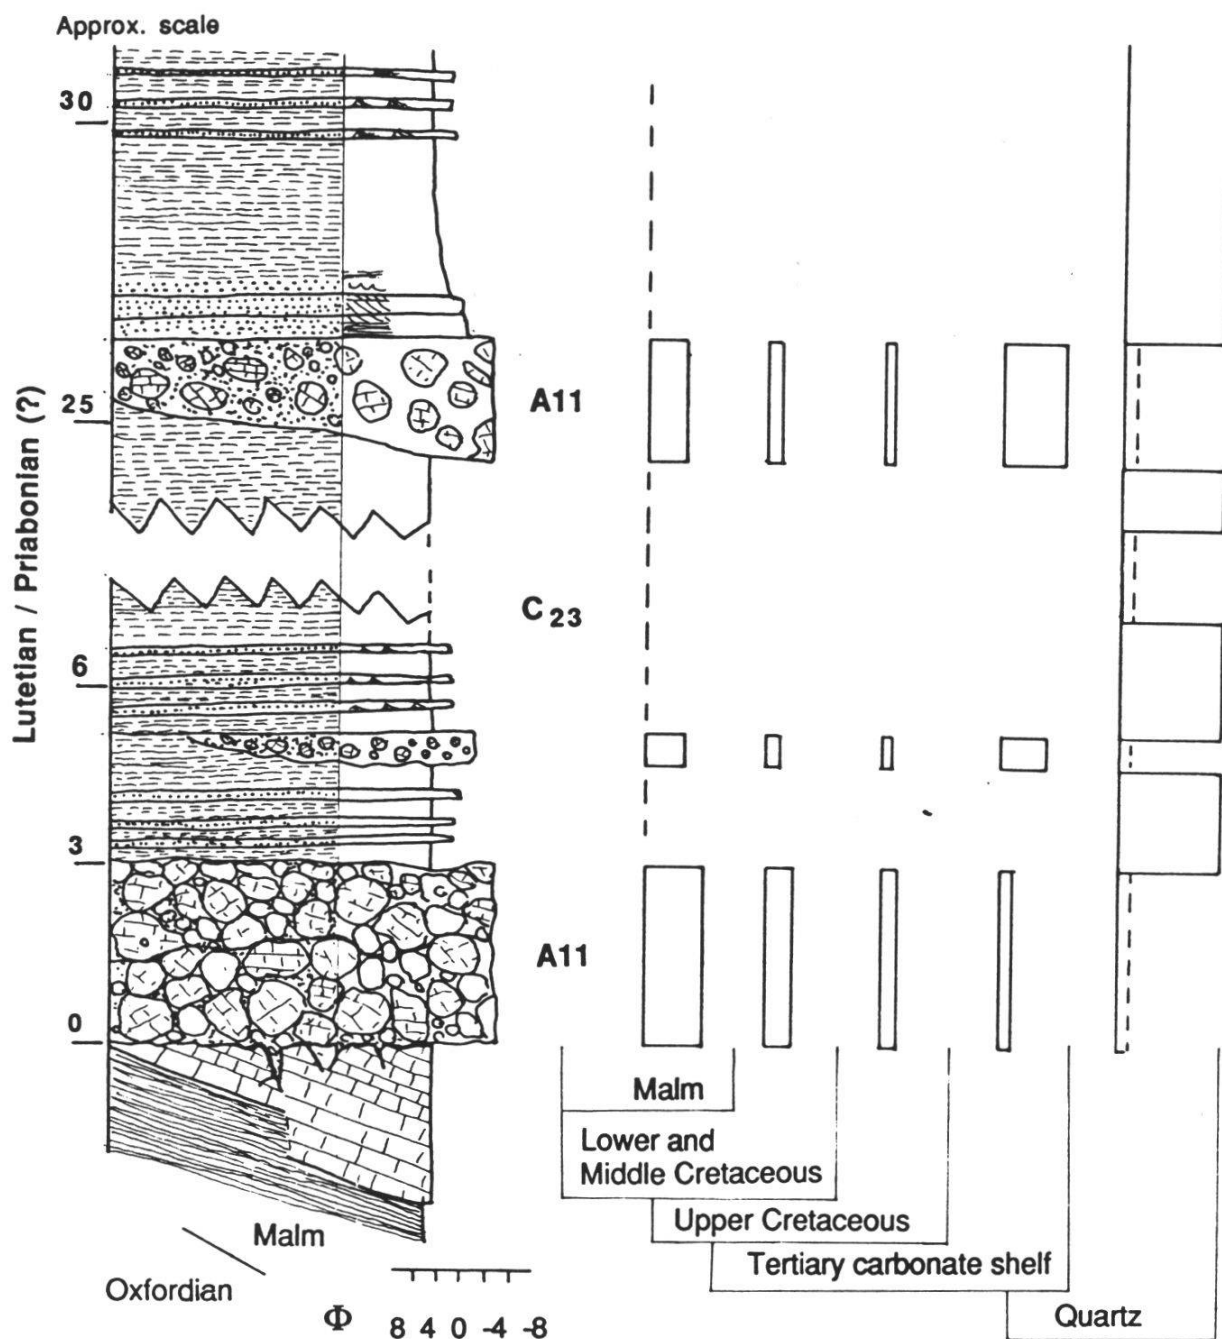 Approx. scale
30
25
6
3
0
Lutetian / Priabonian (?)
A11
C23
A11
Malm
Lower and
Middle Cretaceous
Upper Cretaceous
Tertiary carbonate shelf
Quartz
Malm
Oxfordian
Φ
8 4 0 -4 -8